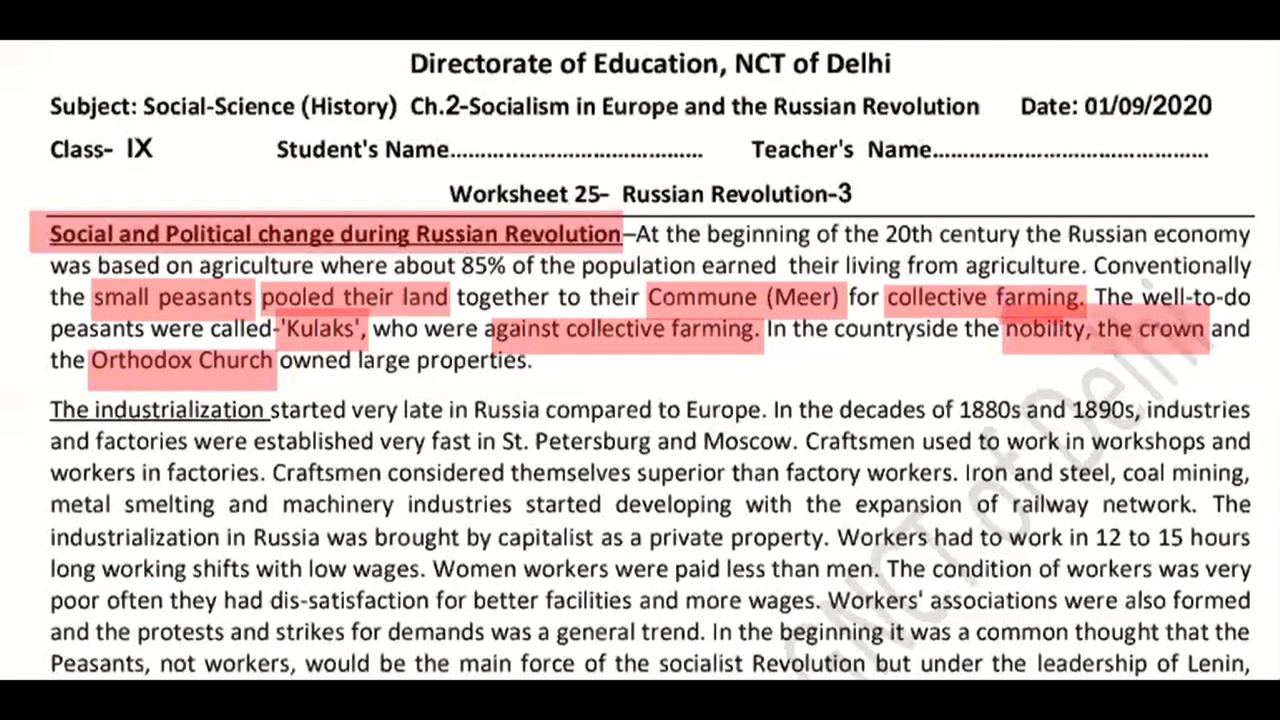 Directorate of Education, NCT of Delhi
Subject: Social-Science (History) Ch.2-Socialism in Europe and the Russian Revolution Date: 01/09/2020
Class- IX Student's Name............................................ Teacher's Name.................................................
Worksheet 25- Russian Revolution-3
Social and Political change during Russian Revolution–At the beginning of the 20th century the Russian economy
was based on agriculture where about 85% of the population earned their living from agriculture. Conventionally
the small peasants pooled their land together to their Commune (Meer) for collective farming. The well-to-do
peasants were called-'Kulaks', who were against collective farming. In the countryside the nobility, the crown and
the Orthodox Church owned large properties.
The industrialization started very late in Russia compared to Europe. In the decades of 1880s and 1890s, industries
and factories were established very fast in St. Petersburg and Moscow. Craftsmen used to work in workshops and
workers in factories. Craftsmen considered themselves superior than factory workers. Iron and steel, coal mining,
metal smelting and machinery industries started developing with the expansion of railway network. The
industrialization in Russia was brought by capitalist as a private property. Workers had to work in 12 to 15 hours
long working shifts with low wages. Women workers were paid less than men. The condition of workers was very
poor often they had dis-satisfaction for better facilities and more wages. Workers' associations were also formed
and the protests and strikes for demands was a general trend. In the beginning it was a common thought that the
Peasants, not workers, would be the main force of the socialist Revolution but under the leadership of Lenin,
GNCT of Delhi